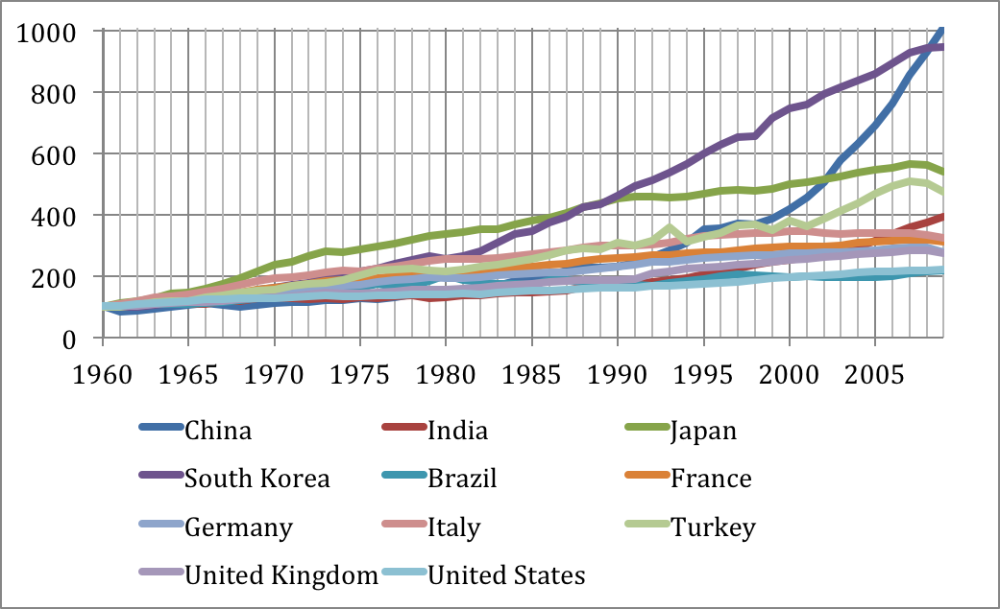 1000
800
600
400
200
0
1960 1965 1970 1975 1980 1985 1990 1995 2000 2005
China India Japan
South Korea Brazil France
Germany Italy Turkey
United Kingdom United States